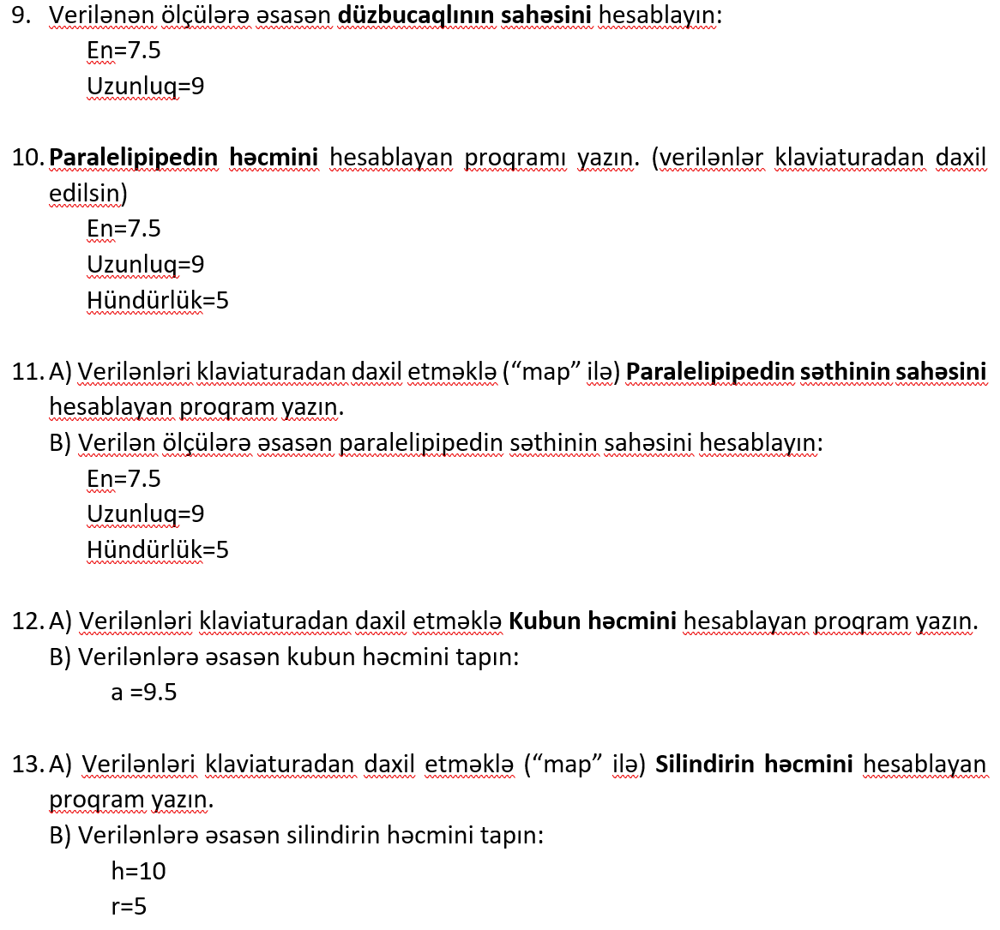 9. Verilənən ölçülərə əsasən düzbucaqlının sahəsini hesablayın:
En=7.5
Uzunluq=9
10. Paralelipipedin həcmini hesablayan proqramı yazın. (verilənlər klaviaturadan daxil
edilsin)
En=7.5
Uzunluq=9
Hündürlük=5
11. A) Verilənləri klaviaturadan daxil etməklə (“map” ilə) Paralelipipedin səthinin sahəsini
hesablayan proqram yazın.
B) Verilən ölçülərə əsasən paralelipipedin səthinin sahəsini hesablayın:
En=7.5
Uzunluq=9
Hündürlük=5
12. A) Verilənləri klaviaturadan daxil etməklə Kubun həcmini hesablayan proqram yazın.
B) Verilənlərə əsasən kubun həcmini tapın:
a =9.5
13. A) Verilənləri klaviaturadan daxil etməklə (“map” ilə) Silindirin həcmini hesablayan
proqram yazın.
B) Verilənlərə əsasən silindirin həcmini tapın:
h=10
r=5